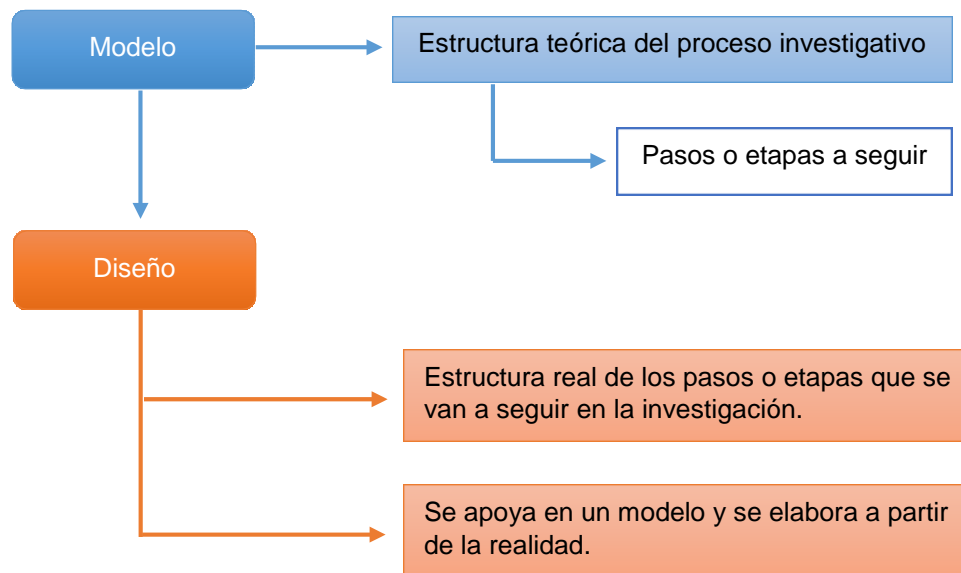 Modelo
Estructura teórica del proceso investigativo
Pasos o etapas a seguir
Diseño
Estructura real de los pasos o etapas que se
van a seguir en la investigación.
Se apoya en un modelo y se elabora a partir
de la realidad.